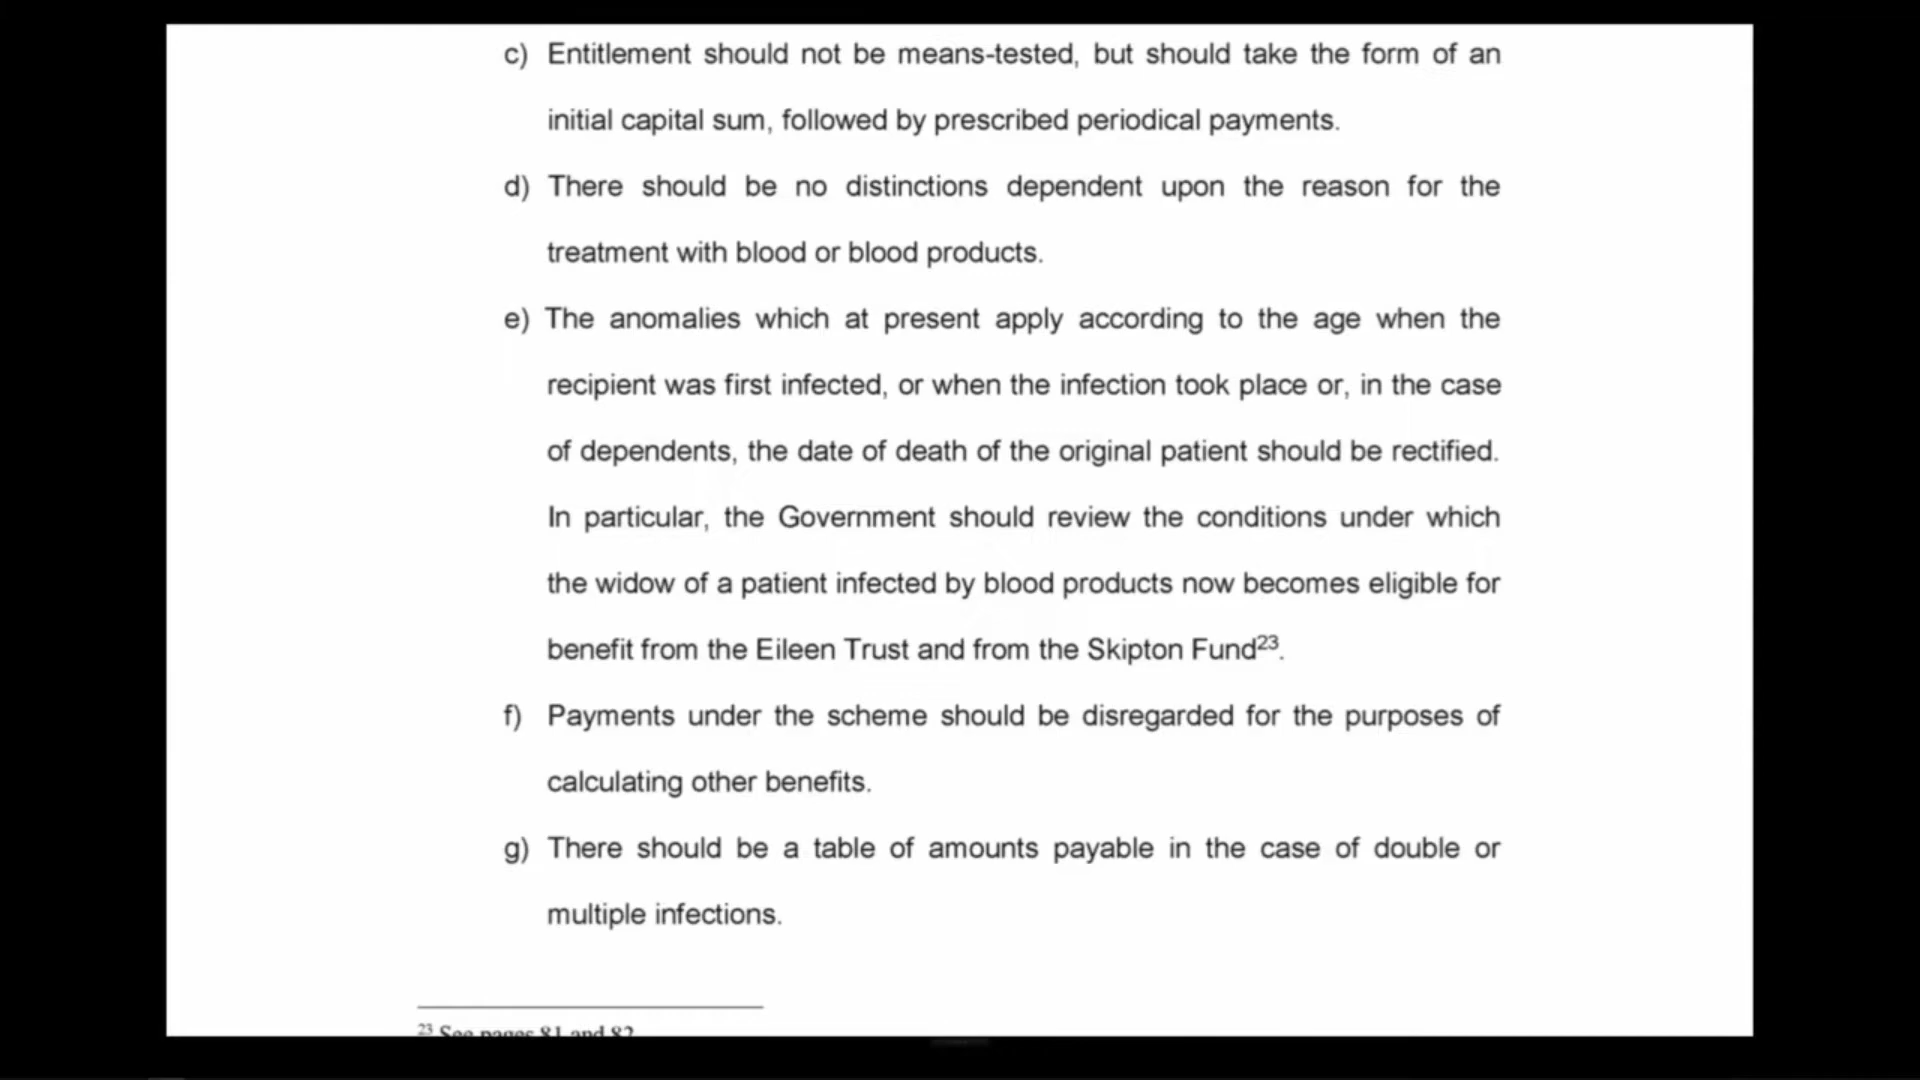 c) Entitlement should not be means-tested, but should take the form of an
initial capital sum, followed by prescribed periodical payments.
d) There should be no distinctions dependent upon the reason for the
treatment with blood or blood products.
e) The anomalies which at present apply according to the age when the
recipient was first infected, or when the infection took place or, in the case
of dependents, the date of death of the original patient should be rectified.
In particular, the Government should review the conditions under which
the widow of a patient infected by blood products now becomes eligible for
benefit from the Eileen Trust and from the Skipton Fund²³.
f) Payments under the scheme should be disregarded for the purposes of
calculating other benefits.
g) There should be a table of amounts payable in the case of double or
multiple infections.
²³ See pages 81 and 82